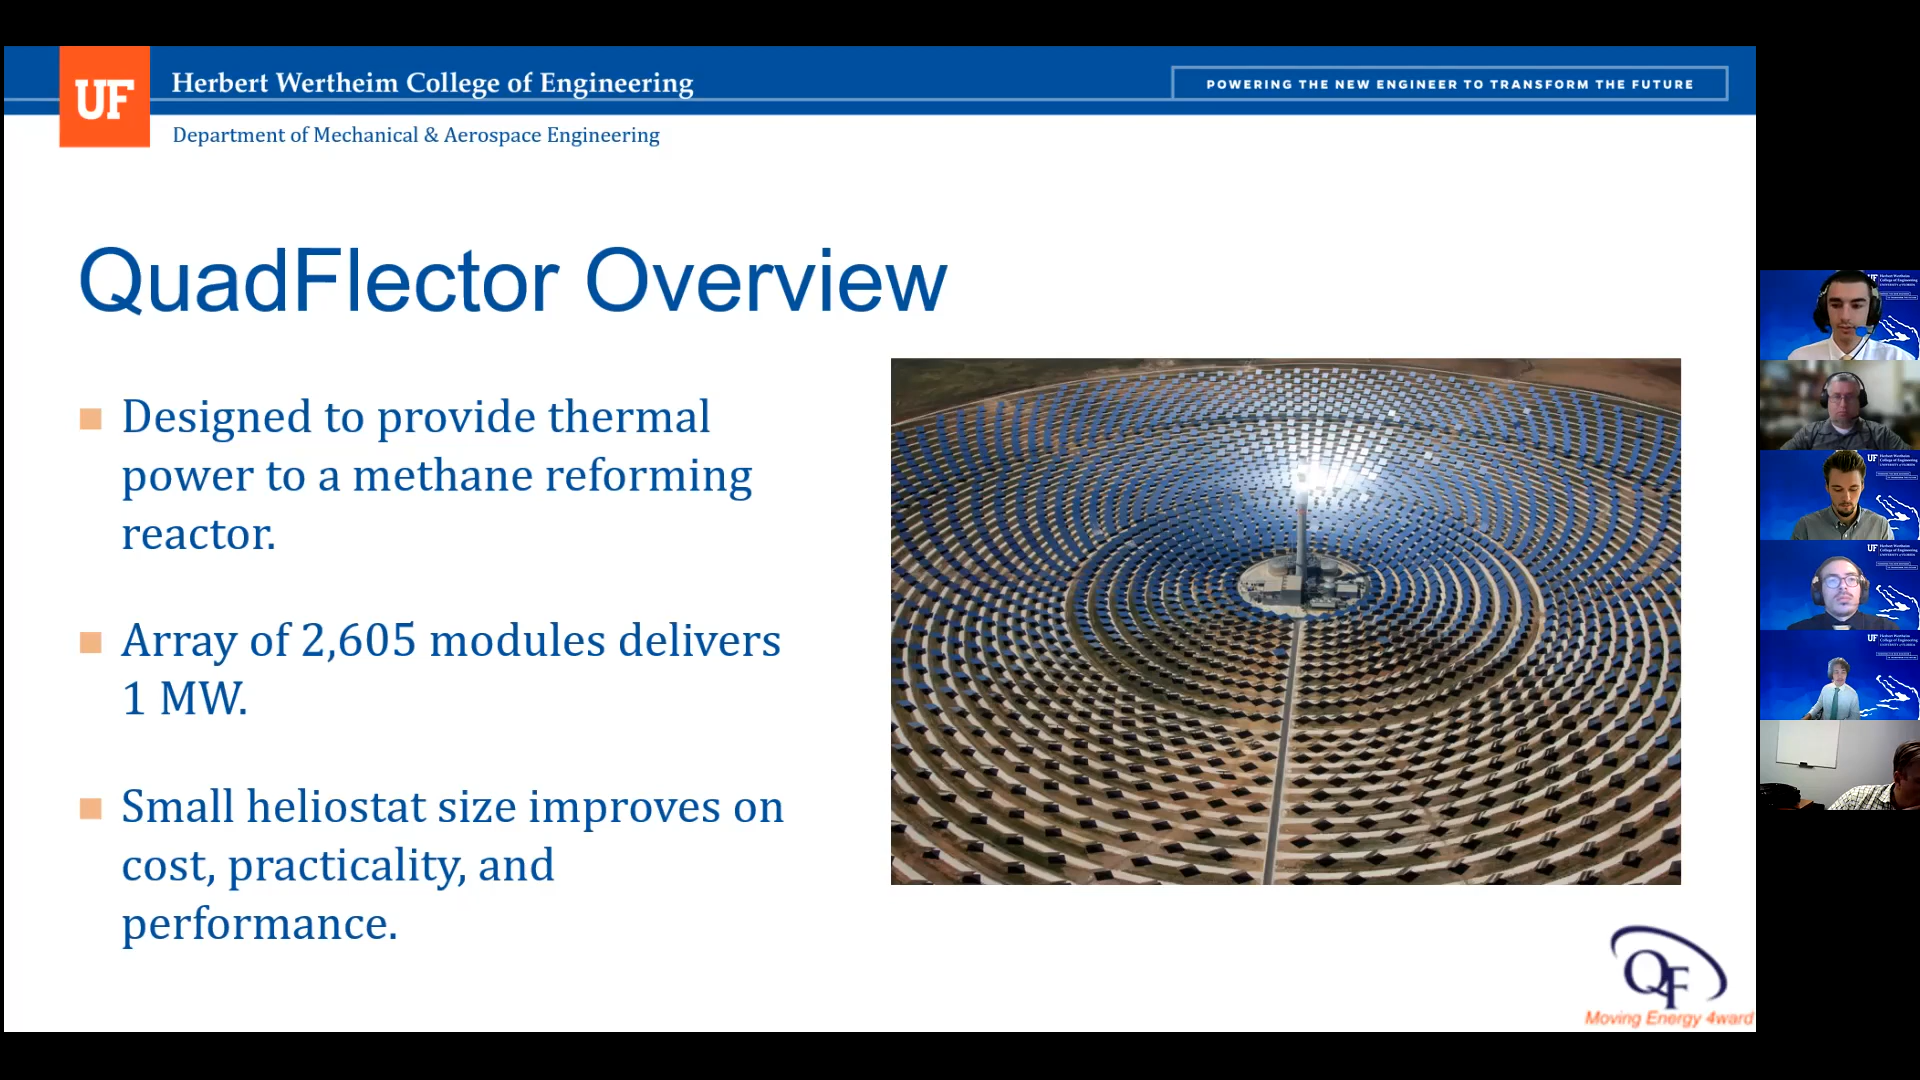 UF
Herbert Wertheim College of Engineering
POWERING THE NEW ENGINEER TO TRANSFORM THE FUTURE
Department of Mechanical & Aerospace Engineering
QuadFlector Overview
Designed to provide thermal
power to a methane reforming
reactor.
Array of 2,605 modules delivers
1 MW.
Small heliostat size improves on
cost, practicality, and
performance.
QF
Moving Energy 4ward